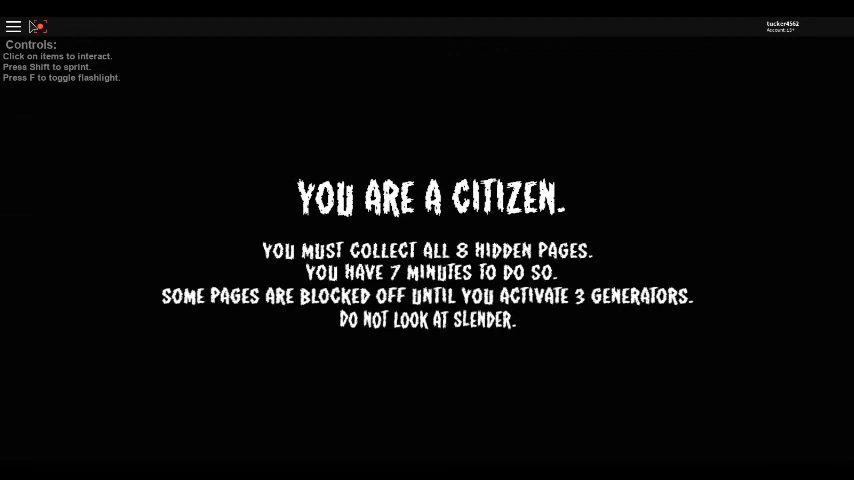 tucker4562
Account: 13+
Controls:
Click on items to interact.
Press Shift to sprint.
Press F to toggle flashlight.
YOU ARE A CITIZEN.
YOU MUST COLLECT ALL 8 HIDDEN PAGES.
YOU HAVE 7 MINUTES TO DO SO.
SOME PAGES ARE BLOCKED OFF UNTIL YOU ACTIVATE 3 GENERATORS.
DO NOT LOOK AT SLENDER.